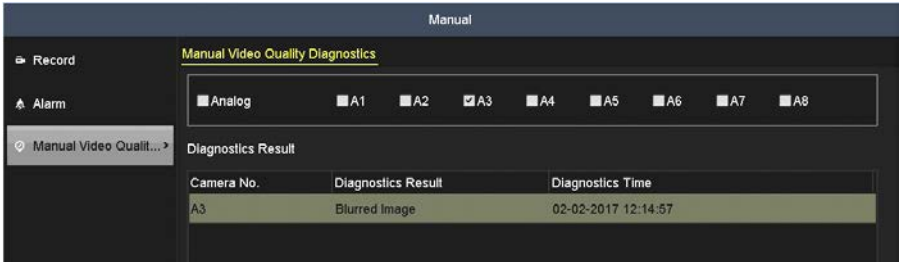 Manual
Record
Alarm
Manual Video Qualit...
Manual Video Quality Diagnostics
Analog A1 A2 A3 A4 A5 A6 A7 A8
Diagnostics Result
Camera No. Diagnostics Result Diagnostics Time
A3 Blurred Image 02-02-2017 12:14:57